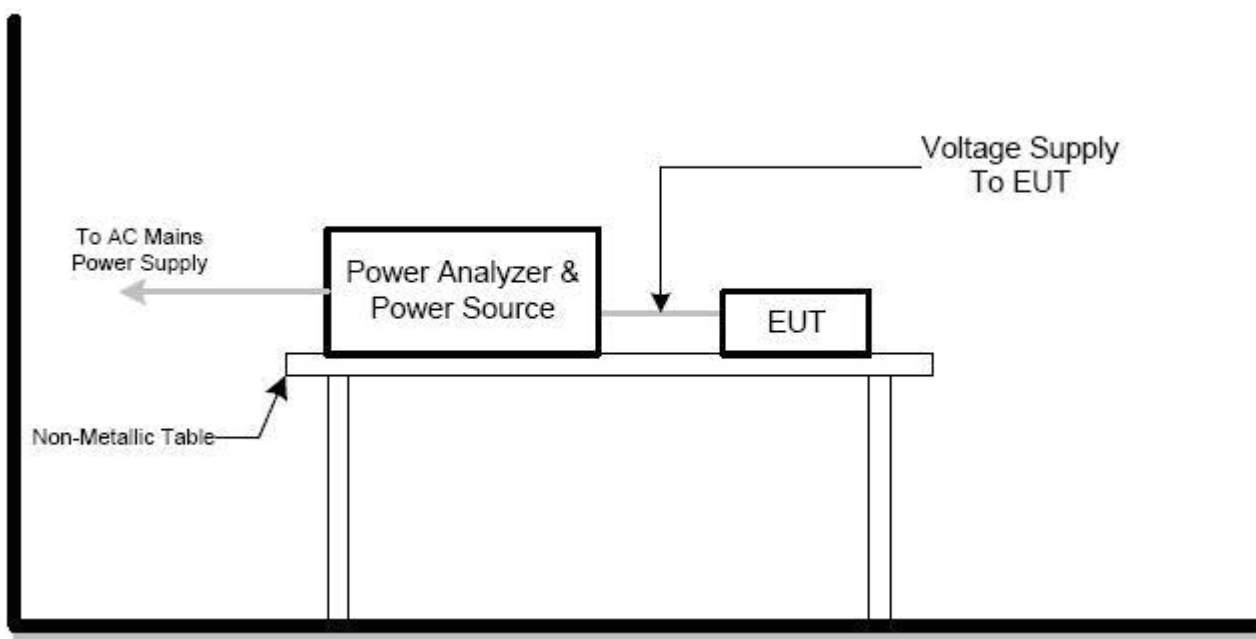 Voltage Supply
To EUT
To AC Mains
Power Supply
Power Analyzer &
Power Source
EUT
Non-Metallic Table